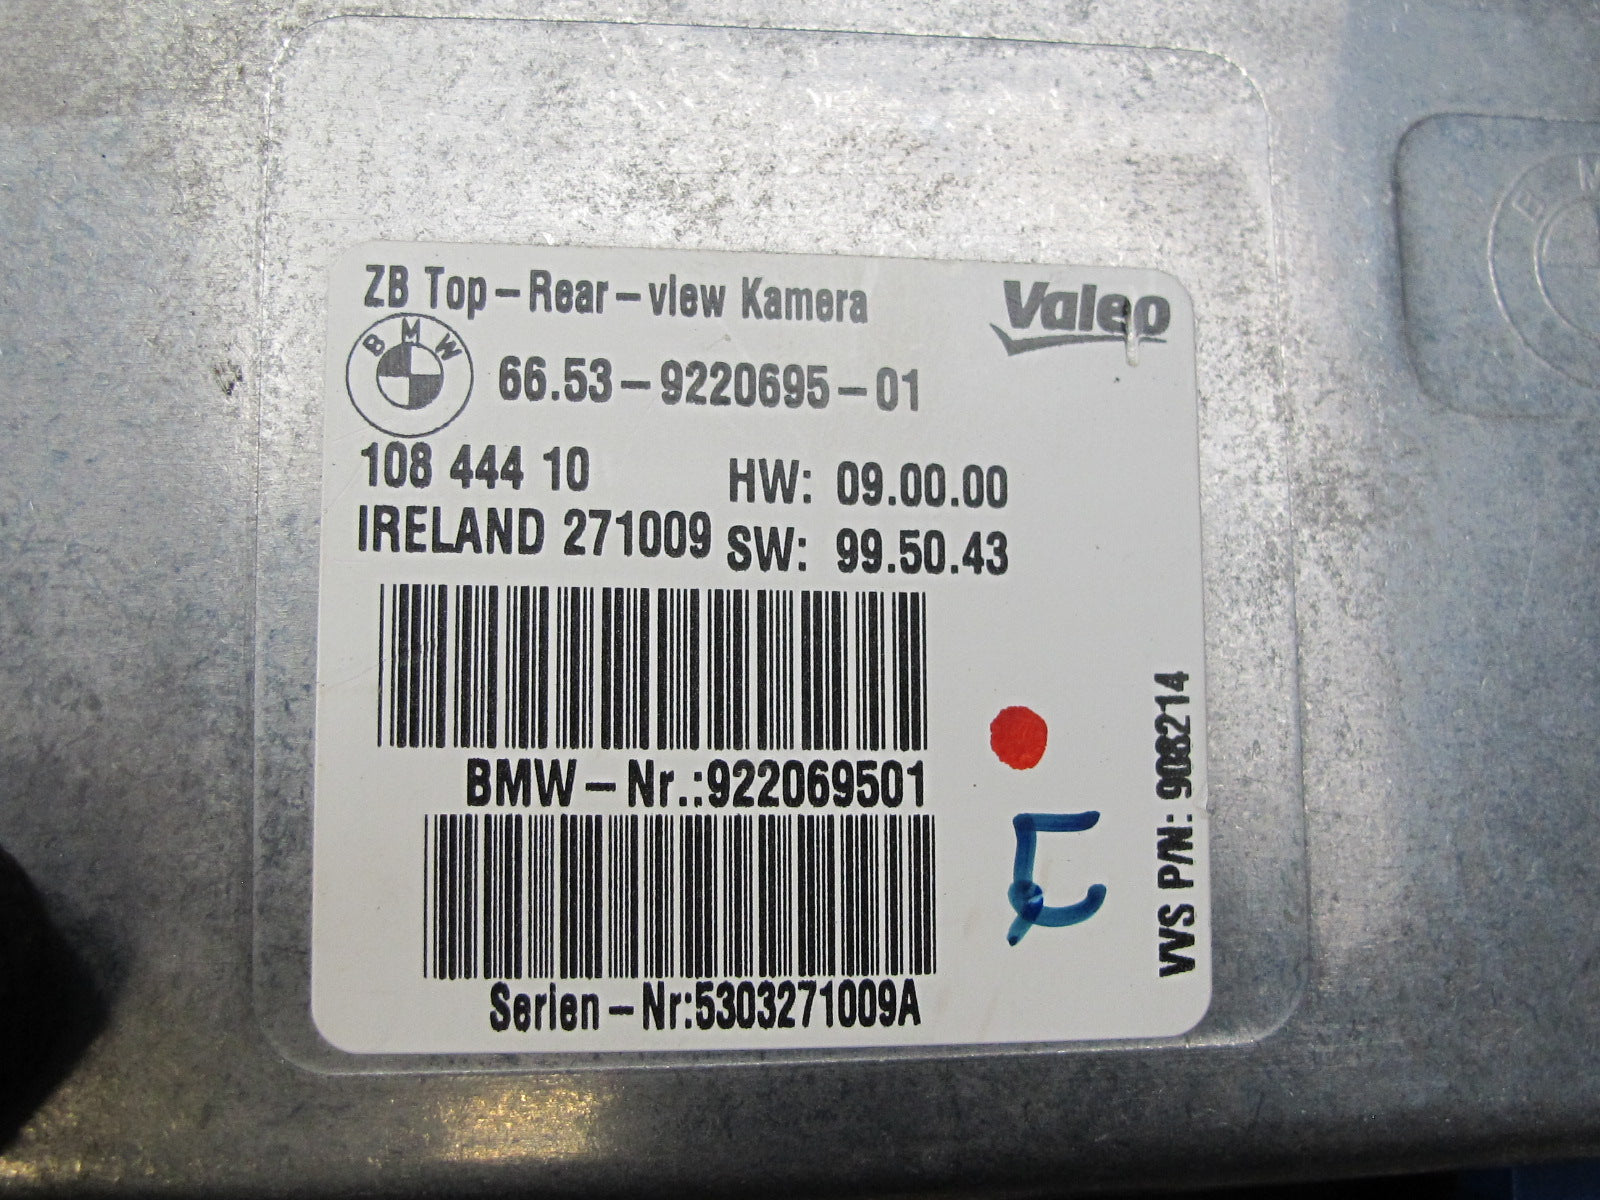 ZB Top-Rear-view Kamera
Valeo
BMW
66.53-9220695-01
108 444 10
HW: 09.00.00
IRELAND 271009
SW: 99.50.43
BMW-Nr.:922069501
Serien-Nr:5303271009A
VVS P/N: 908214
B M